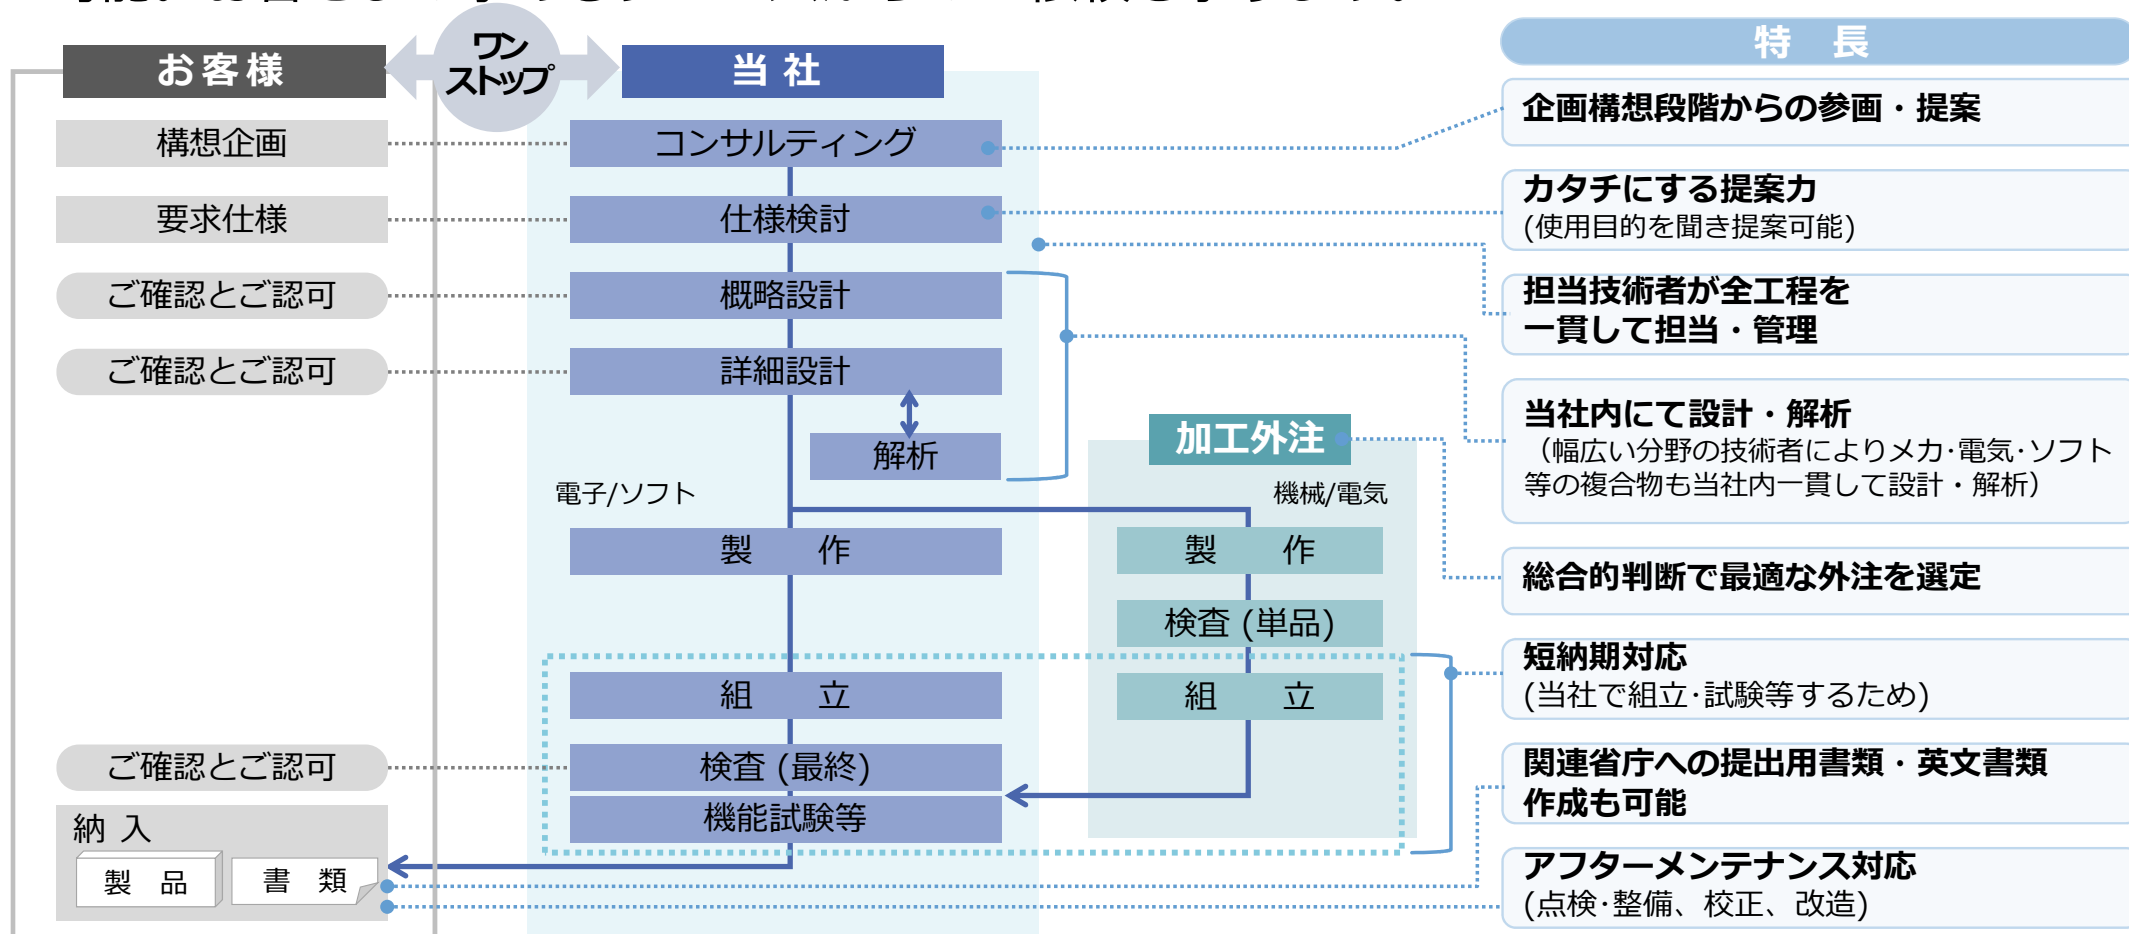 お客様
ワン
ストップ
当社
構想企画
コンサルティング
要求仕様
仕様検討
ご確認とご認可
概略設計
ご確認とご認可
詳細設計
解析
電子/ソフト
加工外注
機械/電気
製 作
製 作
検査 (単品)
組 立
組 立
ご確認とご認可
検査 (最終)
機能試験等
納 入
製 品
書 類
特 長
企画構想段階からの参画・提案
カタチにする提案力
(使用目的を聞き提案可能)
担当技術者が全工程を
一貫して担当・管理
当社内にて設計・解析
（幅広い分野の技術者によりメカ･電気･ソフト
等の複合物も当社内一貫して設計・解析）
総合的判断で最適な外注を選定
短納期対応
(当社で組立･試験等するため)
関連省庁への提出用書類・英文書類
作成も可能
アフターメンテナンス対応
(点検･整備、校正、改造)